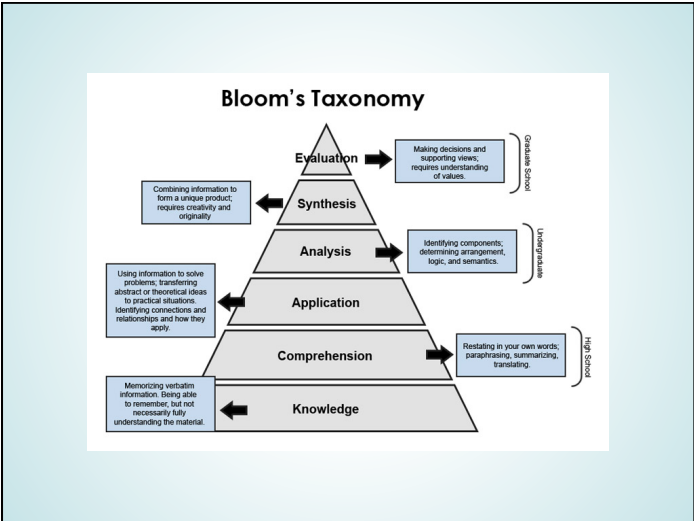 Bloom's Taxonomy
Evaluation
Making decisions and
supporting views;
requires understanding
of values.
Graduate School
Combining information to
form a unique product;
requires creativity and
originality
Synthesis
Analysis
Identifying components;
determining arrangement,
logic, and semantics.
Undergraduate
Using information to solve
problems; transferring
abstract or theoretical ideas
to practical situations.
Identifying connections and
relationships and how they
apply.
Application
Comprehension
Restating in your own words;
paraphrasing, summarizing,
translating.
High School
Memorizing verbatim
information. Being able
to remember, but not
necessarily fully
understanding the material.
Knowledge